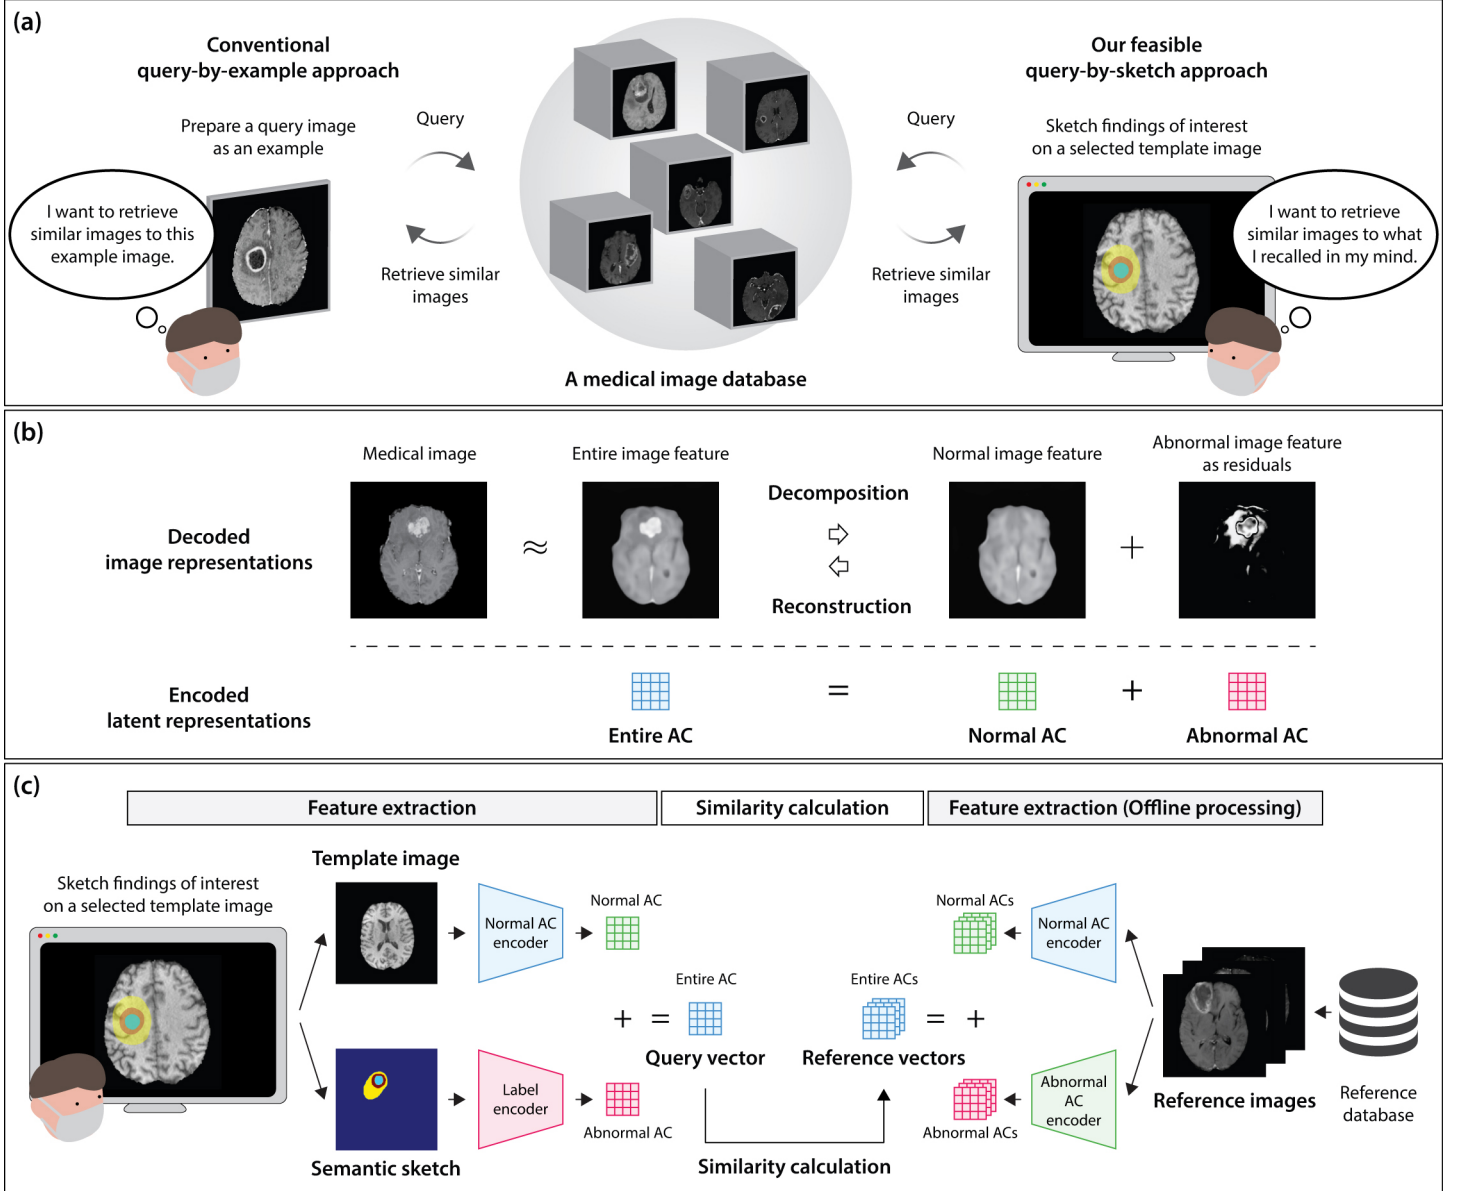 (a)
Conventional
query-by-example approach
Prepare a query image
as an example
I want to retrieve
similar images to this
example image.
Query
Retrieve similar
images
A medical image database
Our feasible
query-by-sketch approach
Query
Retrieve similar
images
Sketch findings of interest
on a selected template image
I want to retrieve
similar images to what
I recalled in my mind.
(b)
Medical image
Entire image feature
Normal image feature
Abnormal image feature
as residuals
Decoded
image representations
≈
Decomposition
Reconstruction
+
Encoded
latent representations
=
+
Entire AC
Normal AC
Abnormal AC
(c)
Feature extraction
Similarity calculation
Feature extraction (Offline processing)
Sketch findings of interest
on a selected template image
Template image
Normal AC
encoder
Normal AC
Entire AC
+ =
Query vector
Semantic sketch
Label
encoder
Abnormal AC
Similarity calculation
Normal ACs
Normal AC
encoder
Entire ACs
= +
Reference vectors
Abnormal ACs
Abnormal
AC
encoder
Reference images
Reference
database